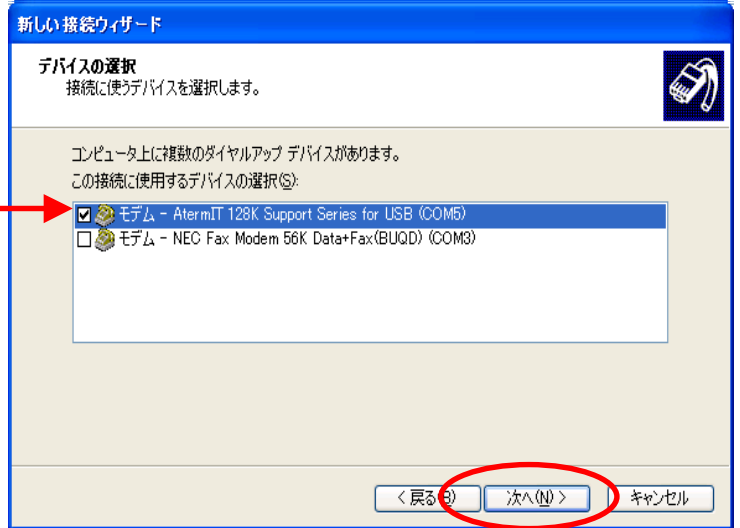 新しい接続ウィザード
デバイスの選択
接続に使うデバイスを選択します。
コンピュータ上に複数のダイヤルアップ デバイスがあります。
この接続に使用するデバイスの選択(S):
モデム - AtermIT 128K Support Series for USB (COM5)
モデム - NEC Fax Modem 56K Data+Fax(BUQD) (COM3)
< 戻る(B) 次へ(N) > キャンセル